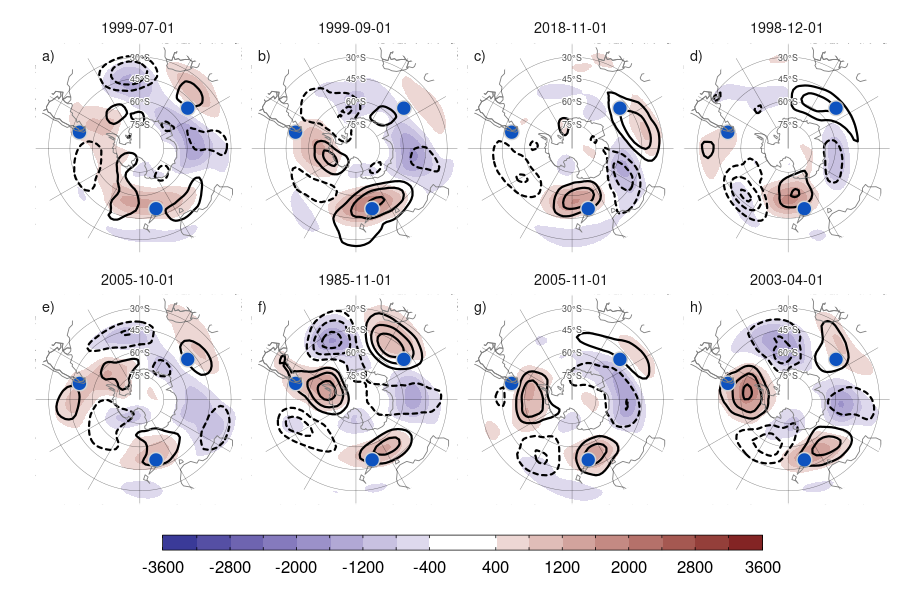 1999-07-01 1999-09-01 2018-11-01 1998-12-01
a) b) c) d)
30°S 30°S 30°S 30°S
45°S 45°S 45°S 45°S
60°S 60°S 60°S 60°S
75°S 75°S 75°S 75°S
2005-10-01 1985-11-01 2005-11-01 2003-04-01
e) f) g) h)
30°S 30°S 30°S 30°S
45°S 45°S 45°S 45°S
60°S 60°S 60°S 60°S
75°S 75°S 75°S 75°S
-3600 -2800 -2000 -1200 -400 400 1200 2000 2800 3600